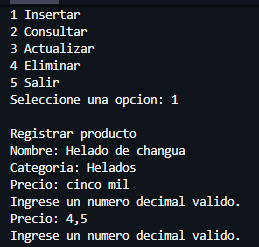 1 Insertar
2 Consultar
3 Actualizar
4 Eliminar
5 Salir
Seleccione una opcion: 1
Registrar producto
Nombre: Helado de changua
Categoria: Helados
Precio: cinco mil
Ingrese un numero decimal valido.
Precio: 4,5
Ingrese un numero decimal valido.